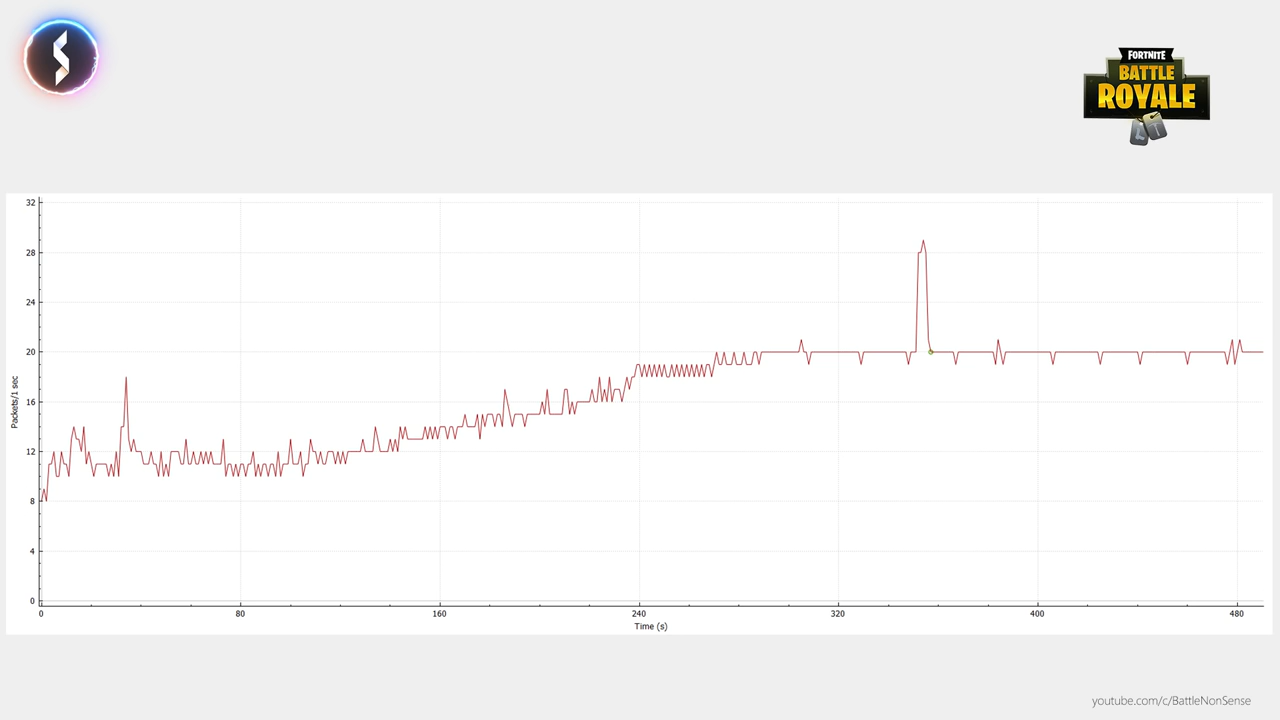 FORTNITE
BATTLE
ROYALE
32
28
24
20
16
12
8
4
0
Packets/1 sec
0 80 160 240 320 400 480
Time (s)
youtube.com/c/BattleNonSense